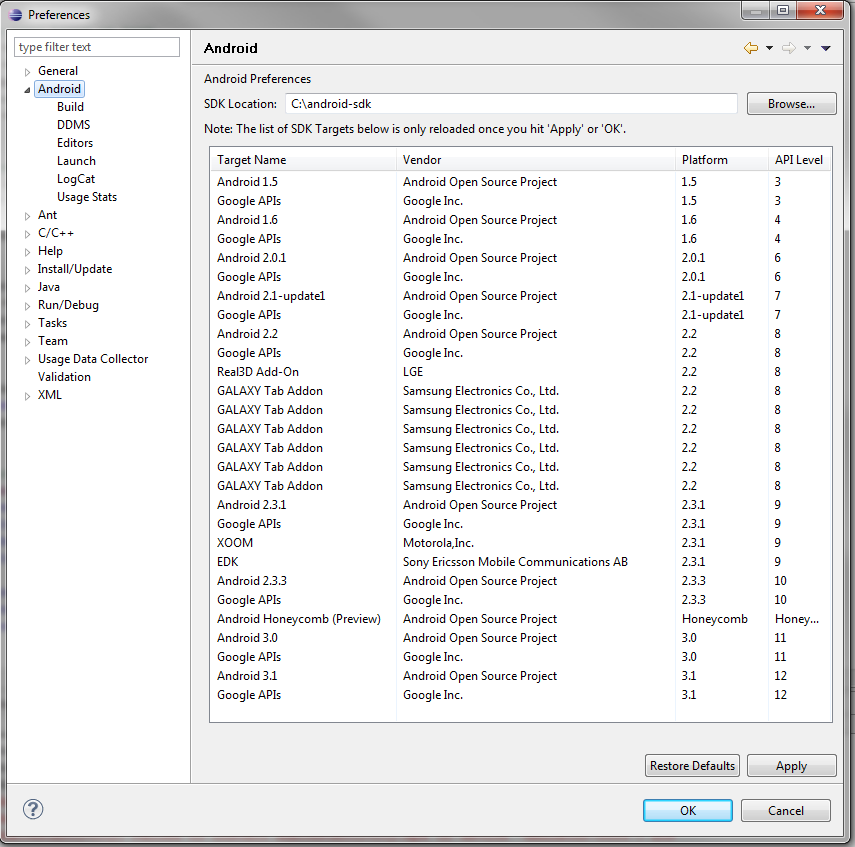 Preferences
type filter text
General
Android
Build
DDMS
Editors
Launch
LogCat
Usage Stats
Ant
C/C++
Help
Install/Update
Java
Run/Debug
Tasks
Team
Usage Data Collector
Validation
XML
Android
Android Preferences
SDK Location: C:\android-sdk Browse...
Note: The list of SDK Targets below is only reloaded once you hit 'Apply' or 'OK'.
Target Name Vendor Platform API Level
Android 1.5 Android Open Source Project 1.5 3
Google APIs Google Inc. 1.5 3
Android 1.6 Android Open Source Project 1.6 4
Google APIs Google Inc. 1.6 4
Android 2.0.1 Android Open Source Project 2.0.1 6
Google APIs Google Inc. 2.0.1 6
Android 2.1-update1 Android Open Source Project 2.1-update1 7
Google APIs Google Inc. 2.1-update1 7
Android 2.2 Android Open Source Project 2.2 8
Google APIs Google Inc. 2.2 8
Real3D Add-On LGE 2.2 8
GALAXY Tab Addon Samsung Electronics Co., Ltd. 2.2 8
GALAXY Tab Addon Samsung Electronics Co., Ltd. 2.2 8
GALAXY Tab Addon Samsung Electronics Co., Ltd. 2.2 8
GALAXY Tab Addon Samsung Electronics Co., Ltd. 2.2 8
GALAXY Tab Addon Samsung Electronics Co., Ltd. 2.2 8
GALAXY Tab Addon Samsung Electronics Co., Ltd. 2.2 8
Android 2.3.1 Android Open Source Project 2.3.1 9
Google APIs Google Inc. 2.3.1 9
XOOM Motorola,Inc. 2.3.1 9
EDK Sony Ericsson Mobile Communications AB 2.3.1 9
Android 2.3.3 Android Open Source Project 2.3.3 10
Google APIs Google Inc. 2.3.3 10
Android Honeycomb (Preview) Android Open Source Project Honeycomb Honey...
Android 3.0 Android Open Source Project 3.0 11
Google APIs Google Inc. 3.0 11
Android 3.1 Android Open Source Project 3.1 12
Google APIs Google Inc. 3.1 12
Restore Defaults Apply
? OK Cancel